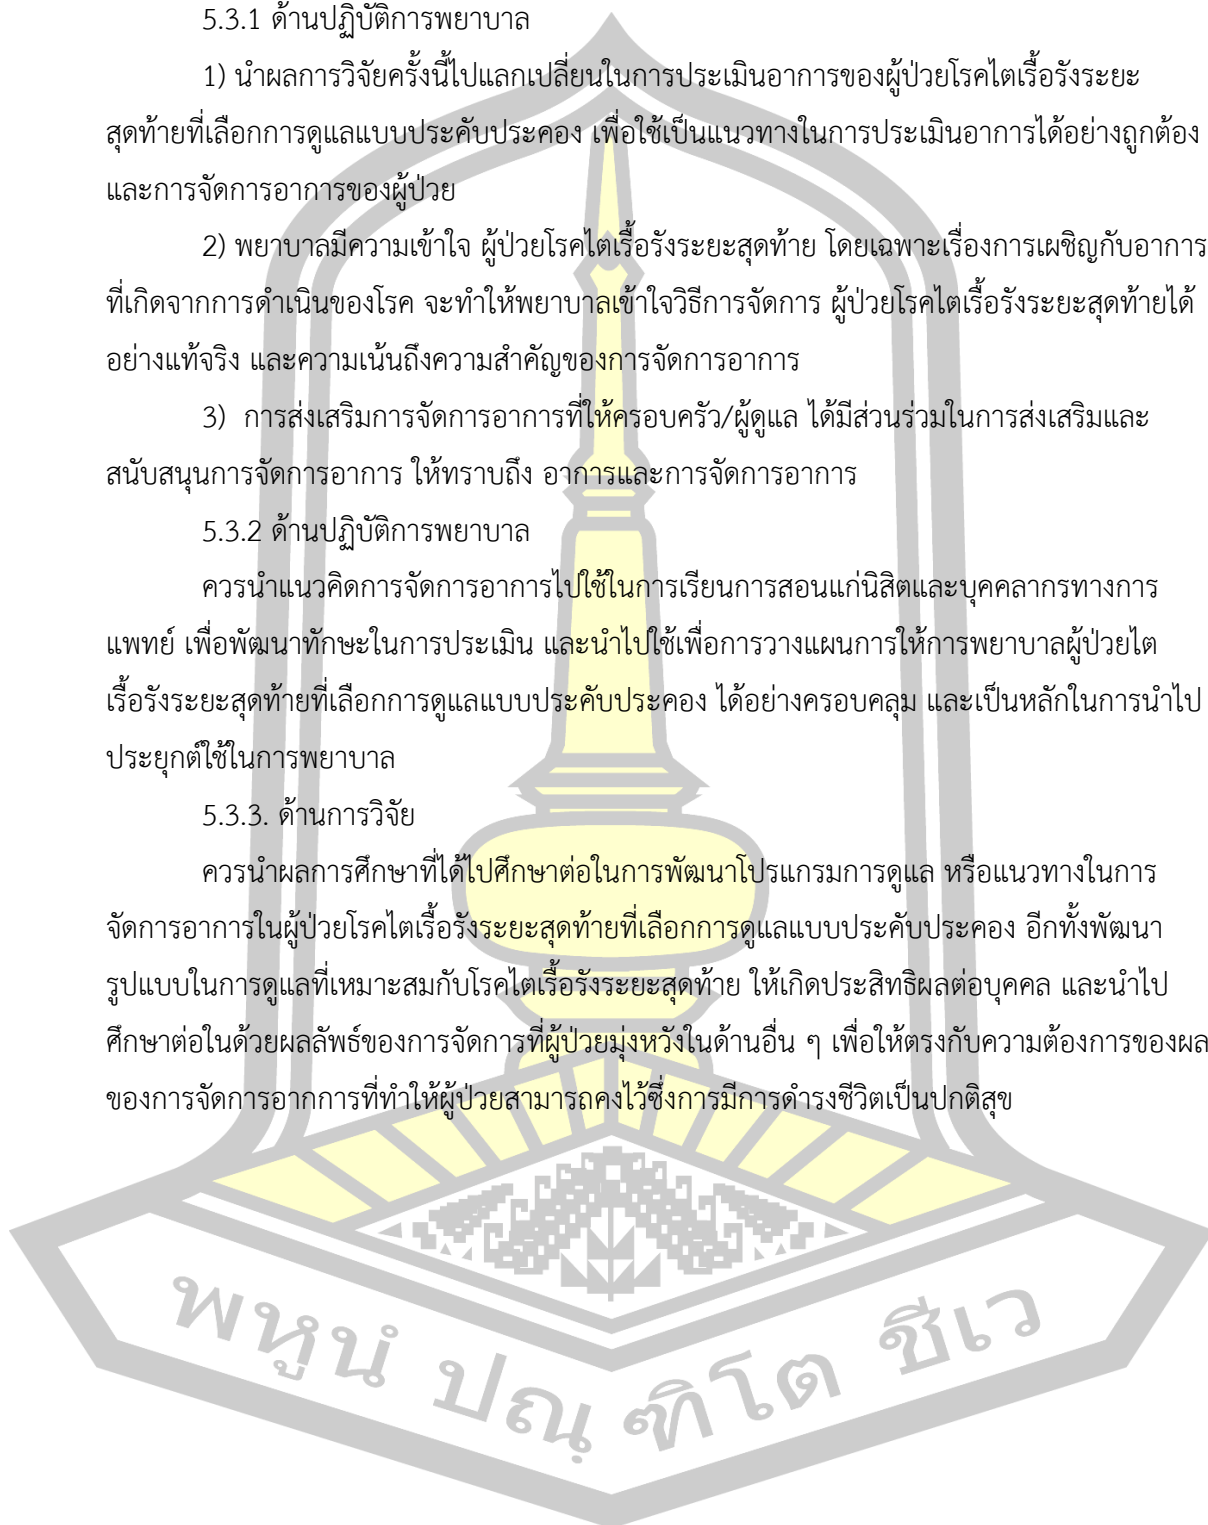 5.3.1 ด้านปฏิบัติการพยาบาล
1) นำผลการวิจัยครั้งนี้ไปแลกเปลี่ยนในการประเมินอาการของผู้ป่วยโรคไตเรื้อรังระยะ
สุดท้ายที่เลือกการดูแลแบบประคับประคอง เพื่อใช้เป็นแนวทางในการประเมินอาการได้อย่างถูกต้อง
และการจัดการอาการของผู้ป่วย
2) พยาบาลมีความเข้าใจ ผู้ป่วยโรคไตเรื้อรังระยะสุดท้าย โดยเฉพาะเรื่องการเผชิญกับอาการ
ที่เกิดจากการดำเนินของโรค จะทำให้พยาบาลเข้าใจวิธีการจัดการ ผู้ป่วยโรคไตเรื้อรังระยะสุดท้ายได้
อย่างแท้จริง และความเน้นถึงความสำคัญของการจัดการอาการ
3) การส่งเสริมการจัดการอาการที่ให้ครอบครัว/ผู้ดูแล ได้มีส่วนร่วมในการส่งเสริมและ
สนับสนุนการจัดการอาการ ให้ทราบถึง อาการและการจัดการอาการ
5.3.2 ด้านปฏิบัติการพยาบาล
ควรนำแนวคิดการจัดการอาการไปใช้ในการเรียนการสอนแก่นิสิตและบุคคลากรทางการ
แพทย์ เพื่อพัฒนาทักษะในการประเมิน และนำไปใช้เพื่อการวางแผนการให้การพยาบาลผู้ป่วยไต
เรื้อรังระยะสุดท้ายที่เลือกการดูแลแบบประคับประคอง ได้อย่างครอบคลุม และเป็นหลักในการนำไป
ประยุกต์ใช้ในการพยาบาล
5.3.3. ด้านการวิจัย
ควรนำผลการศึกษาที่ได้ไปศึกษาต่อในการพัฒนาโปรแกรมการดูแล หรือแนวทางในการ
จัดการอาการในผู้ป่วยโรคไตเรื้อรังระยะสุดท้ายที่เลือกการดูแลแบบประคับประคอง อีกทั้งพัฒนา
รูปแบบในการดูแลที่เหมาะสมกับโรคไตเรื้อรังระยะสุดท้าย ให้เกิดประสิทธิผลต่อบุคคล และนำไป
ศึกษาต่อในด้วยผลลัพธ์ของการจัดการที่ผู้ป่วยมุ่งหวังในด้านอื่น ๆ เพื่อให้ตรงกับความต้องการของผล
ของการจัดการอากการที่ทำให้ผู้ป่วยสามารถคงไว้ซึ่งการมีการดำรงชีวิตเป็นปกติสุข
พหูนํ ปณฺฑิโต ชีเว